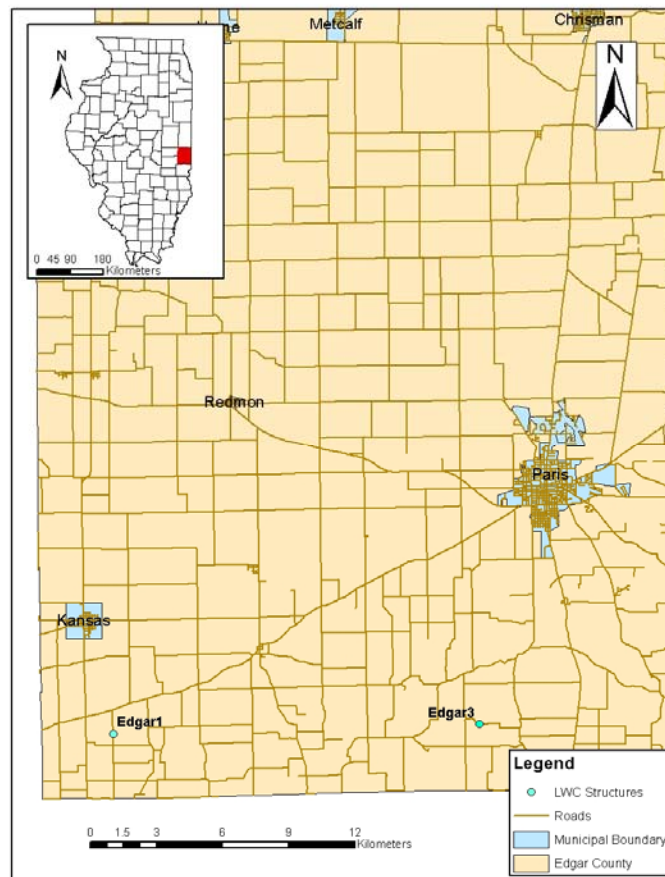 Metcalf
Chrisman
N
N
0 45 90 180
Kilometers
Redmon
Paris
Kansas
Edgar1
Edgar3
0 1.5 3 6 9 12
Kilometers
Legend
LWC Structures
Roads
Municipal Boundary
Edgar County